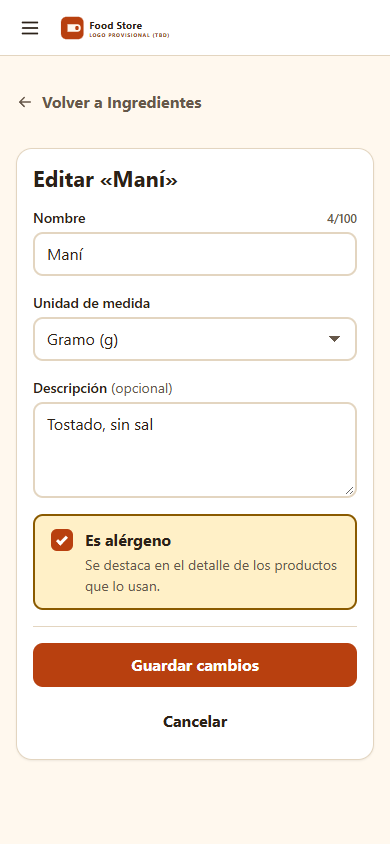 Food Store
LOGO PROVISIONAL (TBD)
Volver a Ingredientes
Editar «Maní»
Nombre
4/100
Maní
Unidad de medida
Gramo (g)
Descripción (opcional)
Tostado, sin sal
Es alérgeno
Se destaca en el detalle de los productos
que lo usan.
Guardar cambios
Cancelar